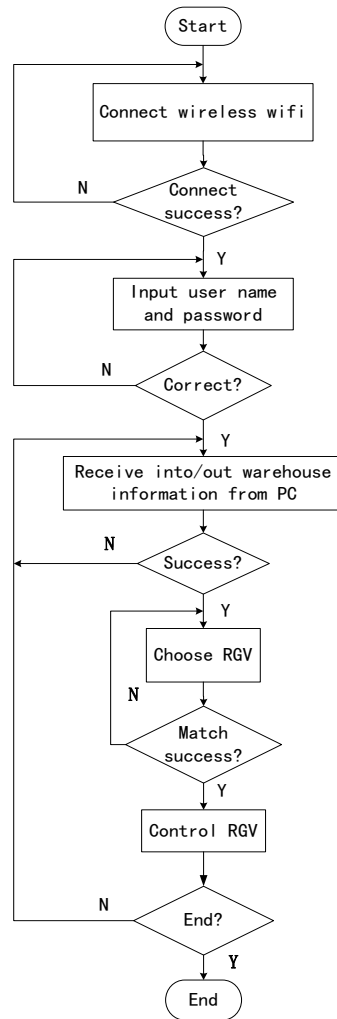 Start
Connect wireless wifi
N
Connect
success?
Y
Input user name
and password
N
Correct?
Y
Receive into/out warehouse
information from PC
N
Success?
Y
Choose RGV
N
Match
success?
Y
Control RGV
N
End?
Y
End